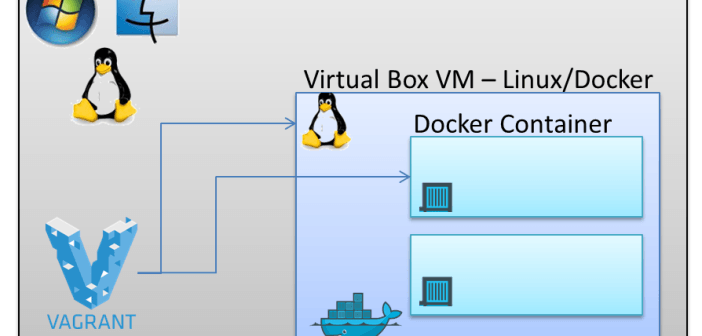 Virtual Box VM – Linux/Docker
Docker Container
VAGRANT